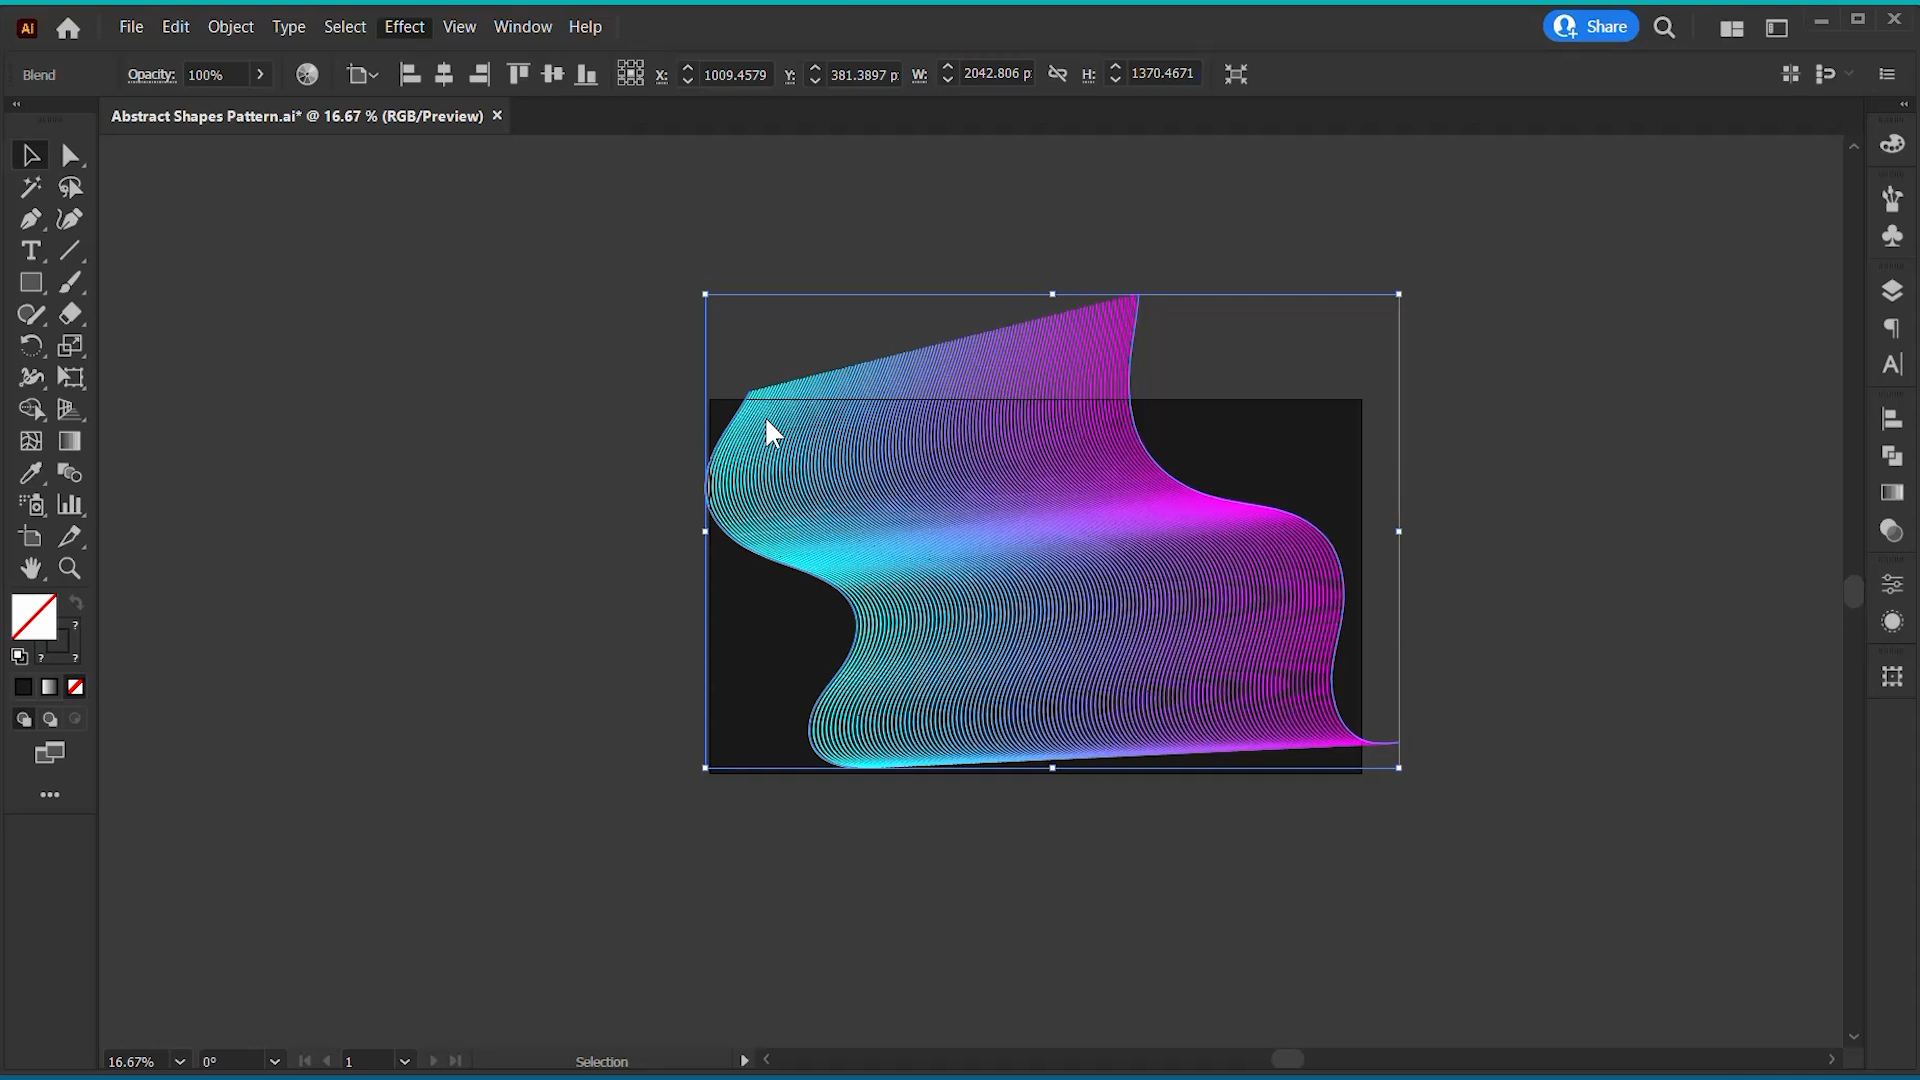 Ai File Edit Object Type Select Effect View Window Help Share
Blend Opacity: 100% X: 1009.4579 Y: 381.3897 p W: 2042.806 p H: 1370.4671
Abstract Shapes Pattern.ai* @ 16.67 % (RGB/Preview) ×
T
? 
? ?
A
16.67% 0° 1 Selection